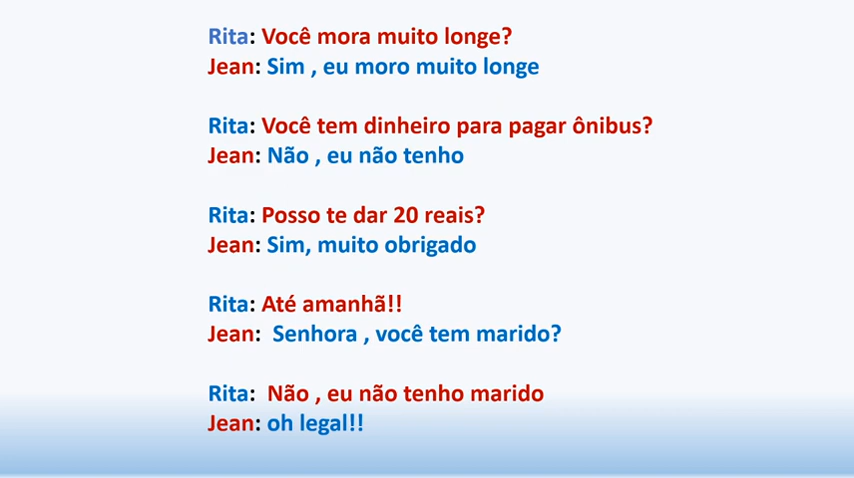 Rita: Você mora muito longe?
Jean: Sim , eu moro muito longe
Rita: Você tem dinheiro para pagar ônibus?
Jean: Não , eu não tenho
Rita: Posso te dar 20 reais?
Jean: Sim, muito obrigado
Rita: Até amanhã!!
Jean:  Senhora , você tem marido?
Rita:  Não , eu não tenho marido
Jean: oh legal!!